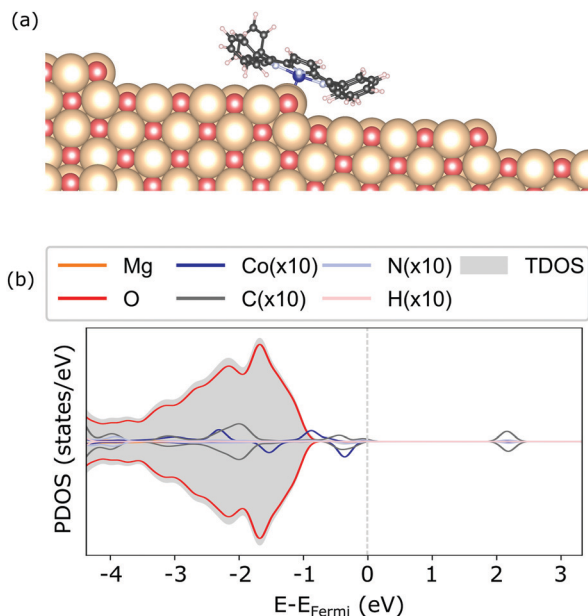 (a)
(b)
Mg Co(x10) N(x10) TDOS
O C(x10) H(x10)
PDOS (states/eV)
-4 -3 -2 -1 0 1 2 3
E-E_Fermi (eV)